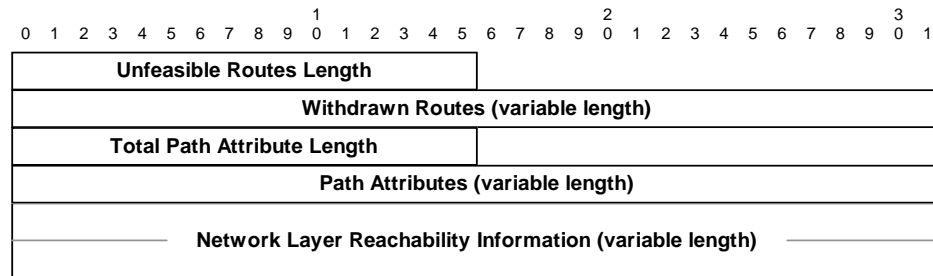 1 2 3
0 1 2 3 4 5 6 7 8 9 0 1 2 3 4 5 6 7 8 9 0 1 2 3 4 5 6 7 8 9 0 1
Unfeasible Routes Length
Withdrawn Routes (variable length)
Total Path Attribute Length
Path Attributes (variable length)
Network Layer Reachability Information (variable length)